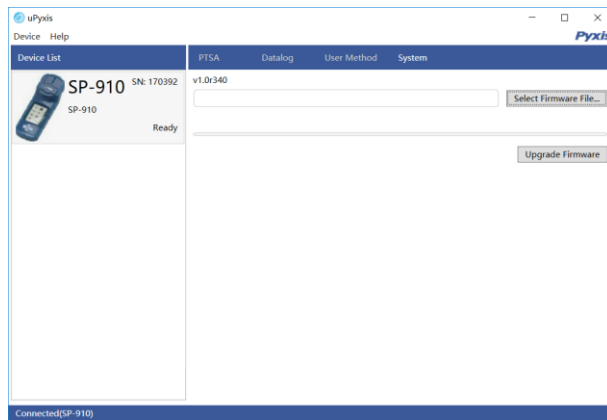 uPyxis
Device Help
Pyxis
Device List
PTSA Datalog User Method System
SP-910 SN: 170392
SP-910
Ready
v1.0r340
Select Firmware File...
Upgrade Firmware
Connected(SP-910)